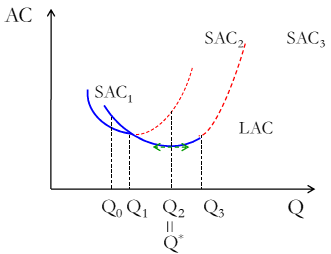 AC
SAC₂
SAC₃
SAC₁
LAC
Q₀ Q₁ Q₂ Q₃ Q
=
Q*